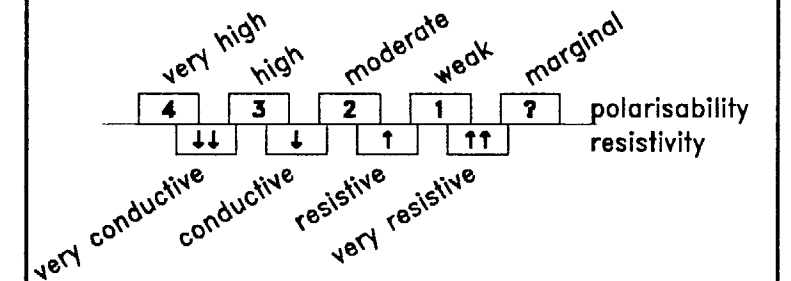 very high high moderate weak marginal
4 3 2 1 ? polarisability
↓↓ ↓ ↑ ↑↑ resistivity
very conductive conductive resistive very resistive